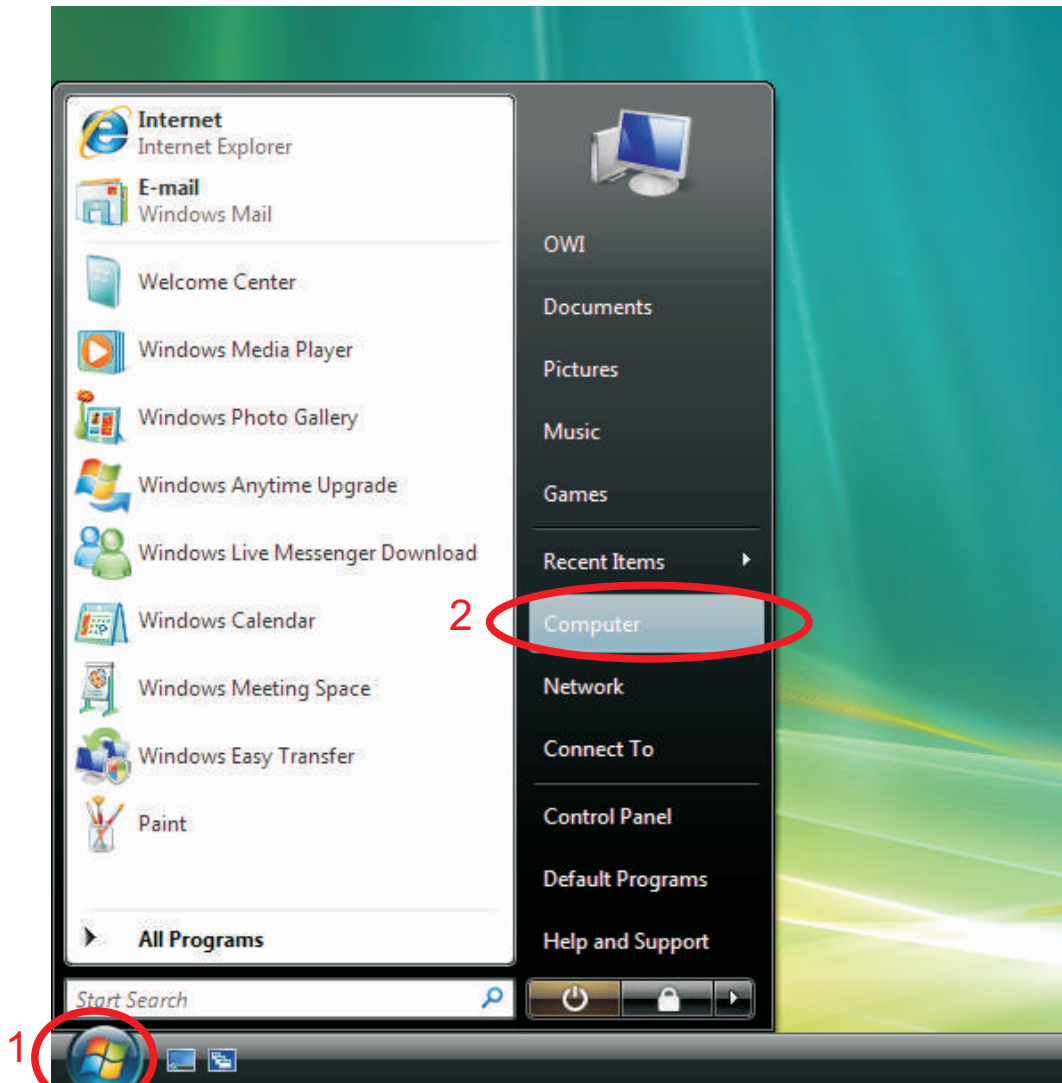 Internet
Internet Explorer
E-mail
Windows Mail
Welcome Center
Windows Media Player
Windows Photo Gallery
Windows Anytime Upgrade
Windows Live Messenger Download
Windows Calendar
Windows Meeting Space
Windows Easy Transfer
Paint
All Programs
Start Search
OWI
Documents
Pictures
Music
Games
Recent Items
2 Computer
Network
Connect To
Control Panel
Default Programs
Help and Support
1